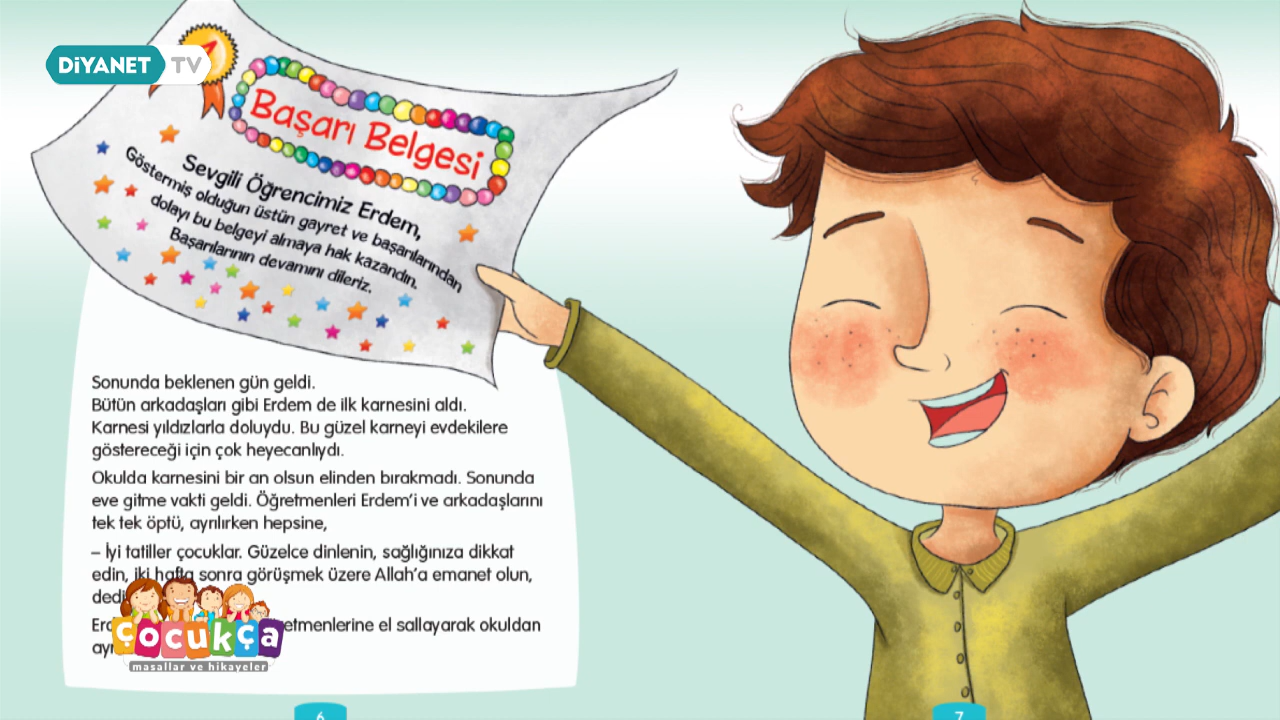 DİYANET TV
1
Başarı Belgesi
Sevgili Öğrencimiz Erdem,
Göstermiş olduğun üstün gayret ve başarılarından
dolayı bu belgeyi almaya hak kazandın.
Başarılarının devamını dileriz.
Sonunda beklenen gün geldi.
Bütün arkadaşları gibi Erdem de ilk karnesini aldı.
Karnesi yıldızlarla doluydu. Bu güzel karneyi evdekilere
göstereceği için çok heyecanlıydı.
Okulda karnesini bir an olsun elinden bırakmadı. Sonunda
eve gitme vakti geldi. Öğretmenleri Erdem’i ve arkadaşlarını
tek tek öptü, ayrılırken hepsine,
– İyi tatiller çocuklar. Güzelce dinlenin, sağlığınıza dikkat
edin, iki hafta sonra görüşmek üzere Allah’a emanet olun,
dedi
el sallayarak okuldan
çocukça
masallar ve hikayeler
6
7